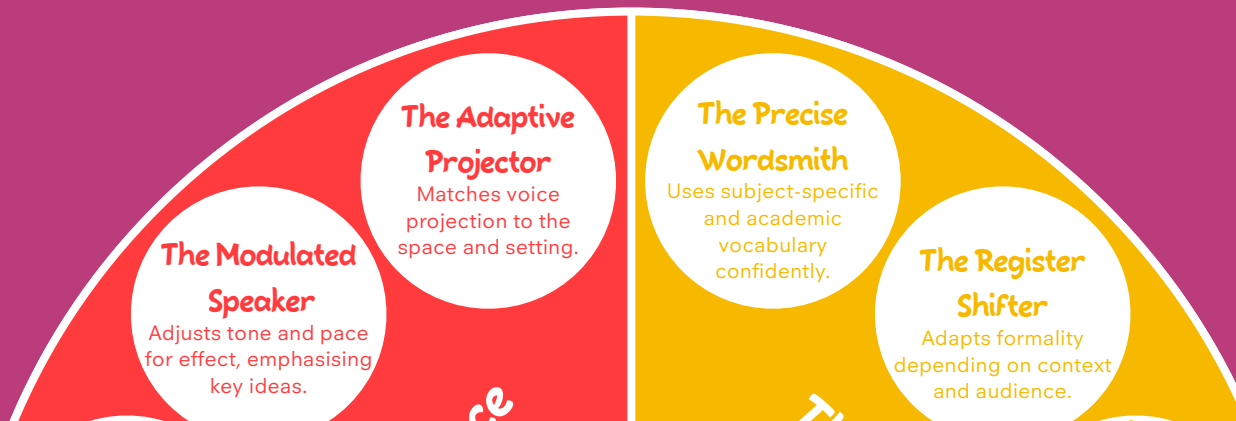 The Adaptive
Projector
Matches voice
projection to the
space and setting.
The Precise
Wordsmith
Uses subject-specific
and academic
vocabulary
confidently.
The Modulated
Speaker
Adjusts tone and pace
for effect, emphasising
key ideas.
The Register
Shifter
Adapts formality
depending on context
and audience.